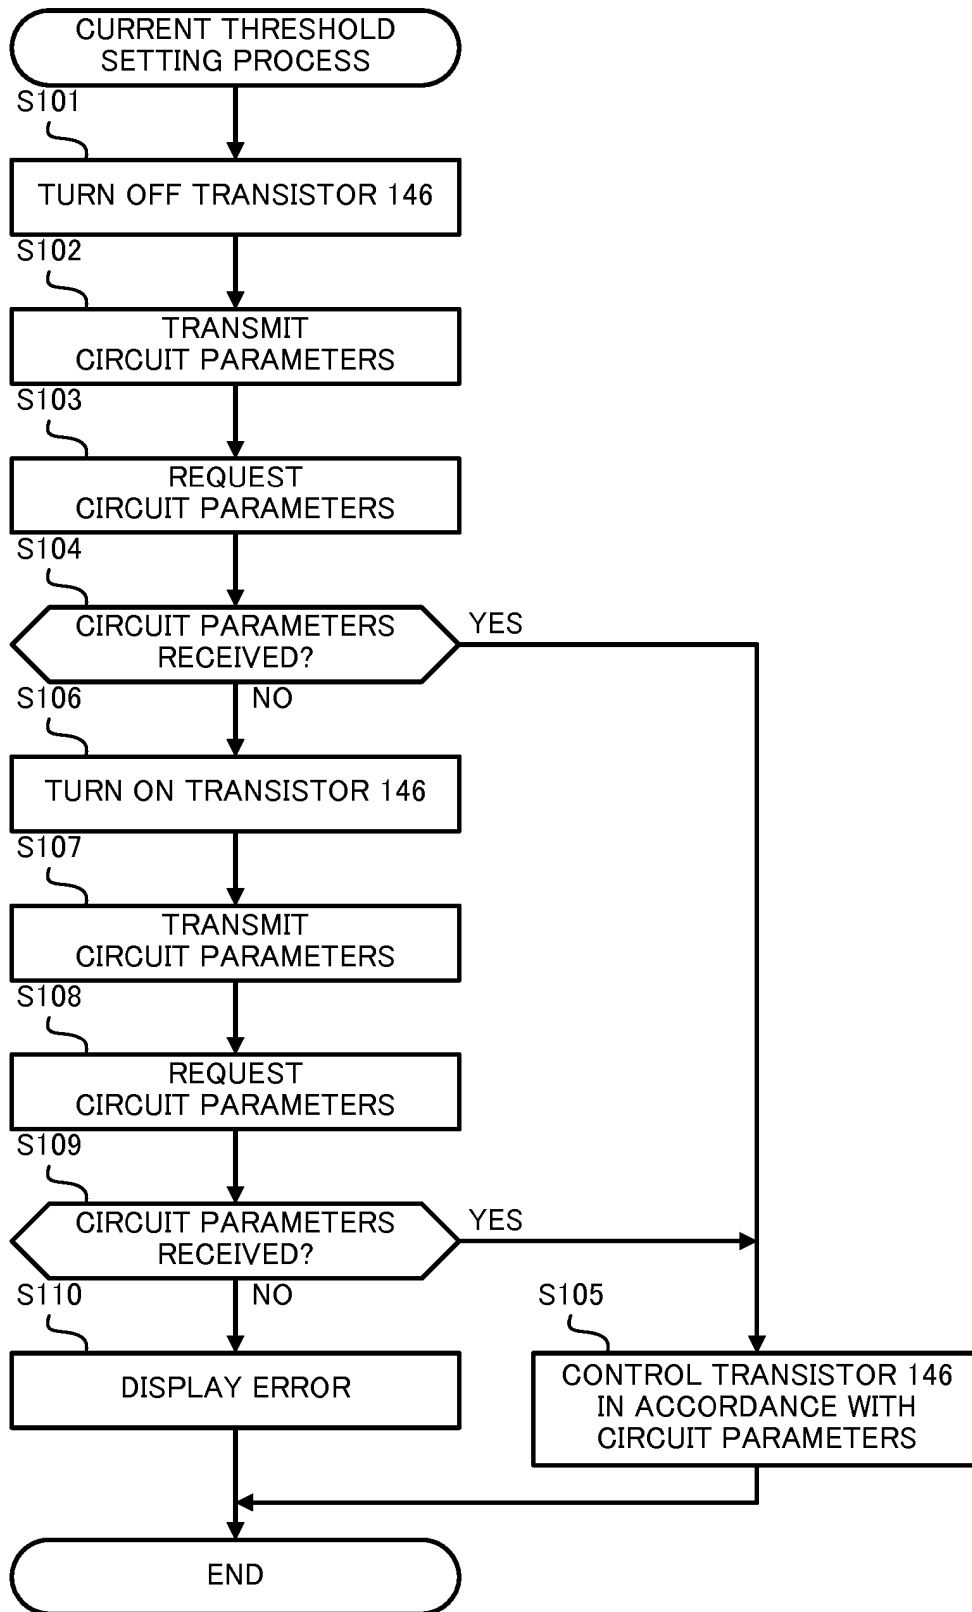 CURRENT THRESHOLD
SETTING PROCESS
S101
TURN OFF TRANSISTOR 146
S102
TRANSMIT
CIRCUIT PARAMETERS
S103
REQUEST
CIRCUIT PARAMETERS
S104
CIRCUIT PARAMETERS
RECEIVED?
YES
NO
S106
TURN ON TRANSISTOR 146
S107
TRANSMIT
CIRCUIT PARAMETERS
S108
REQUEST
CIRCUIT PARAMETERS
S109
CIRCUIT PARAMETERS
RECEIVED?
YES
NO
S110
DISPLAY ERROR
S105
CONTROL TRANSISTOR 146
IN ACCORDANCE WITH
CIRCUIT PARAMETERS
END